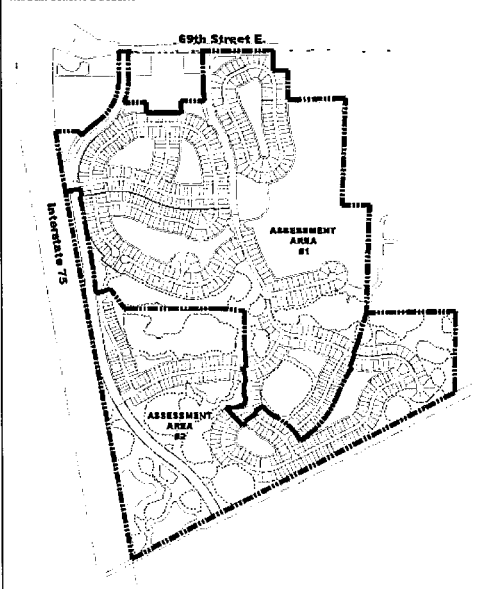 69th Street E.
Interstate 75
ASSESSMENT
AREA
#1
ASSESSMENT
AREA
#2